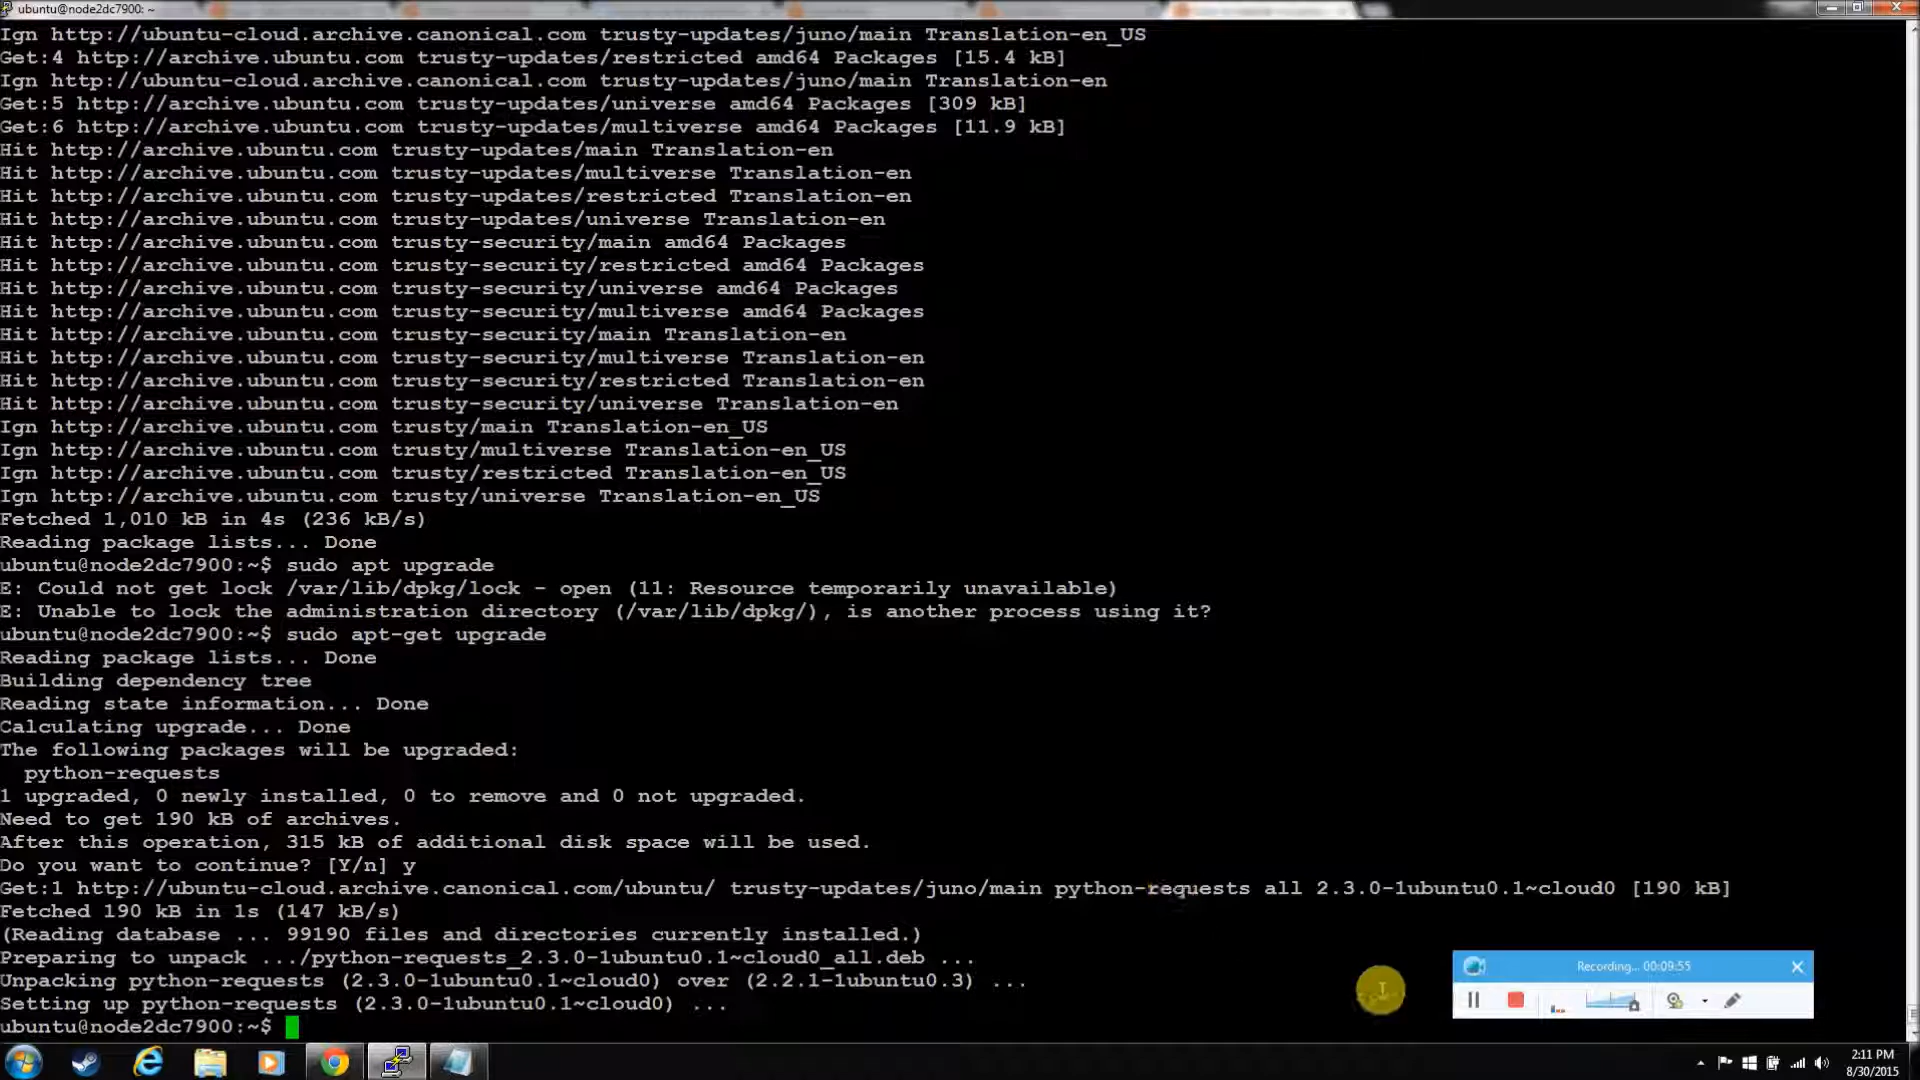 ubuntu@node2dc7900: ~
Ign http://ubuntu-cloud.archive.canonical.com trusty-updates/juno/main Translation-en_US
Get:4 http://archive.ubuntu.com trusty-updates/restricted amd64 Packages [15.4 kB]
Ign http://ubuntu-cloud.archive.canonical.com trusty-updates/juno/main Translation-en
Get:5 http://archive.ubuntu.com trusty-updates/universe amd64 Packages [309 kB]
Get:6 http://archive.ubuntu.com trusty-updates/multiverse amd64 Packages [11.9 kB]
Hit http://archive.ubuntu.com trusty-updates/main Translation-en
Hit http://archive.ubuntu.com trusty-updates/multiverse Translation-en
Hit http://archive.ubuntu.com trusty-updates/restricted Translation-en
Hit http://archive.ubuntu.com trusty-updates/universe Translation-en
Hit http://archive.ubuntu.com trusty-security/main amd64 Packages
Hit http://archive.ubuntu.com trusty-security/restricted amd64 Packages
Hit http://archive.ubuntu.com trusty-security/universe amd64 Packages
Hit http://archive.ubuntu.com trusty-security/multiverse amd64 Packages
Hit http://archive.ubuntu.com trusty-security/main Translation-en
Hit http://archive.ubuntu.com trusty-security/multiverse Translation-en
Hit http://archive.ubuntu.com trusty-security/restricted Translation-en
Hit http://archive.ubuntu.com trusty-security/universe Translation-en
Ign http://archive.ubuntu.com trusty/main Translation-en_US
Ign http://archive.ubuntu.com trusty/multiverse Translation-en_US
Ign http://archive.ubuntu.com trusty/restricted Translation-en_US
Ign http://archive.ubuntu.com trusty/universe Translation-en_US
Fetched 1,010 kB in 4s (236 kB/s)
Reading package lists... Done
ubuntu@node2dc7900:~$ sudo apt upgrade
E: Could not get lock /var/lib/dpkg/lock - open (11: Resource temporarily unavailable)
E: Unable to lock the administration directory (/var/lib/dpkg/), is another process using it?
ubuntu@node2dc7900:~$ sudo apt-get upgrade
Reading package lists... Done
Building dependency tree
Reading state information... Done
Calculating upgrade... Done
The following packages will be upgraded:
python-requests
1 upgraded, 0 newly installed, 0 to remove and 0 not upgraded.
Need to get 190 kB of archives.
After this operation, 315 kB of additional disk space will be used.
Do you want to continue? [Y/n] y
Get:1 http://ubuntu-cloud.archive.canonical.com/ubuntu/ trusty-updates/juno/main python-requests all 2.3.0-1ubuntu0.1~cloud0 [190 kB]
Fetched 190 kB in 1s (147 kB/s)
(Reading database ... 99190 files and directories currently installed.)
Preparing to unpack .../python-requests_2.3.0-1ubuntu0.1~cloud0_all.deb ...
Unpacking python-requests (2.3.0-1ubuntu0.1~cloud0) over (2.2.1-1ubuntu0.3) ...
Setting up python-requests (2.3.0-1ubuntu0.1~cloud0) ...
ubuntu@node2dc7900:~$
Recording... 00:09:55
2:11 PM
8/30/2015